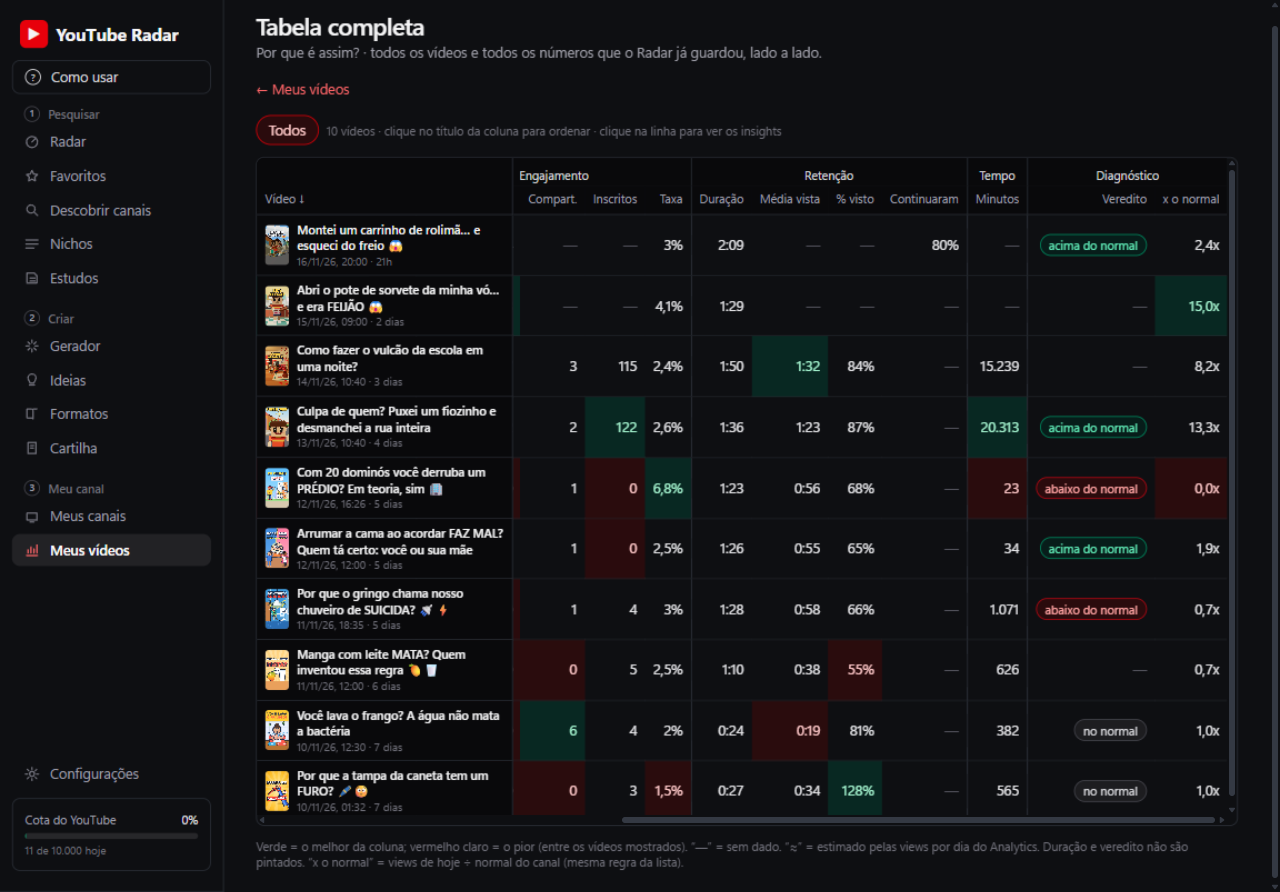 YouTube Radar
Como usar
1 Pesquisar
Radar
Favoritos
Descobrir canais
Nichos
Estudos
2 Criar
Gerador
Ideias
Formatos
Cartilha
3 Meu canal
Meus canais
Meus vídeos
Configurações
Cota do YouTube 0%
11 de 10.000 hoje
Tabela completa
Por que é assim? · todos os vídeos e todos os números que o Radar já guardou, lado a lado.
← Meus vídeos
Todos 10 vídeos · clique no título da coluna para ordenar · clique na linha para ver os insights
Engajamento Retenção Tempo Diagnóstico
Vídeo ↓ Compart. Inscritos Taxa Duração Média vista % visto Continuaram Minutos Veredito x o normal
Montei um carrinho de rolimã... e
esqueci do freio 😱
16/11/26, 20:00 · 21h
— — 3% 2:09 — — 80% — acima do normal 2,4x
Abri o pote de sorvete da minha vó...
e era FEIJÃO 😱
15/11/26, 09:00 · 2 dias
— — 4,1% 1:29 — — — — — 15,0x
Como fazer o vulcão da escola em
uma noite?
14/11/26, 10:40 · 3 dias
3 115 2,4% 1:50 1:32 84% — 15.239 — 8,2x
Culpa de quem? Puxei um fiozinho e
desmanchei a rua inteira
13/11/26, 10:40 · 4 dias
2 122 2,6% 1:36 1:23 87% — 20.313 acima do normal 13,3x
Com 20 dominós você derruba um
PRÉDIO? Em teoria, sim 🏢
12/11/26, 16:26 · 5 dias
1 0 6,8% 1:23 0:56 68% — 23 abaixo do normal 0,0x
Arrumar a cama ao acordar FAZ MAL?
Quem tá certo: você ou sua mãe
12/11/26, 12:00 · 5 dias
1 0 2,5% 1:26 0:55 65% — 34 acima do normal 1,9x
Por que o gringo chama nosso
chuveiro de SUICIDA? 🚿⚡
11/11/26, 18:35 · 5 dias
1 4 3% 1:28 0:58 66% — 1.071 abaixo do normal 0,7x
Manga com leite MATA? Quem
inventou essa regra 🥭🥛
11/11/26, 12:00 · 6 dias
0 5 2,5% 1:10 0:38 55% — 626 — 0,7x
Você lava o frango? A água não mata
a bactéria
10/11/26, 12:30 · 7 dias
6 4 2% 0:24 0:19 81% — 382 no normal 1,0x
Por que a tampa da caneta tem um
FURO? 🖊️😳
10/11/26, 01:32 · 7 dias
0 3 1,5% 0:27 0:34 128% — 565 no normal 1,0x
Verde = o melhor da coluna; vermelho claro = o pior (entre os vídeos mostrados). "—" = sem dado. "≈" = estimado pelas views por dia do Analytics. Duração e veredito não são
pintados. "x o normal" = views de hoje ÷ normal do canal (mesma regra da lista).